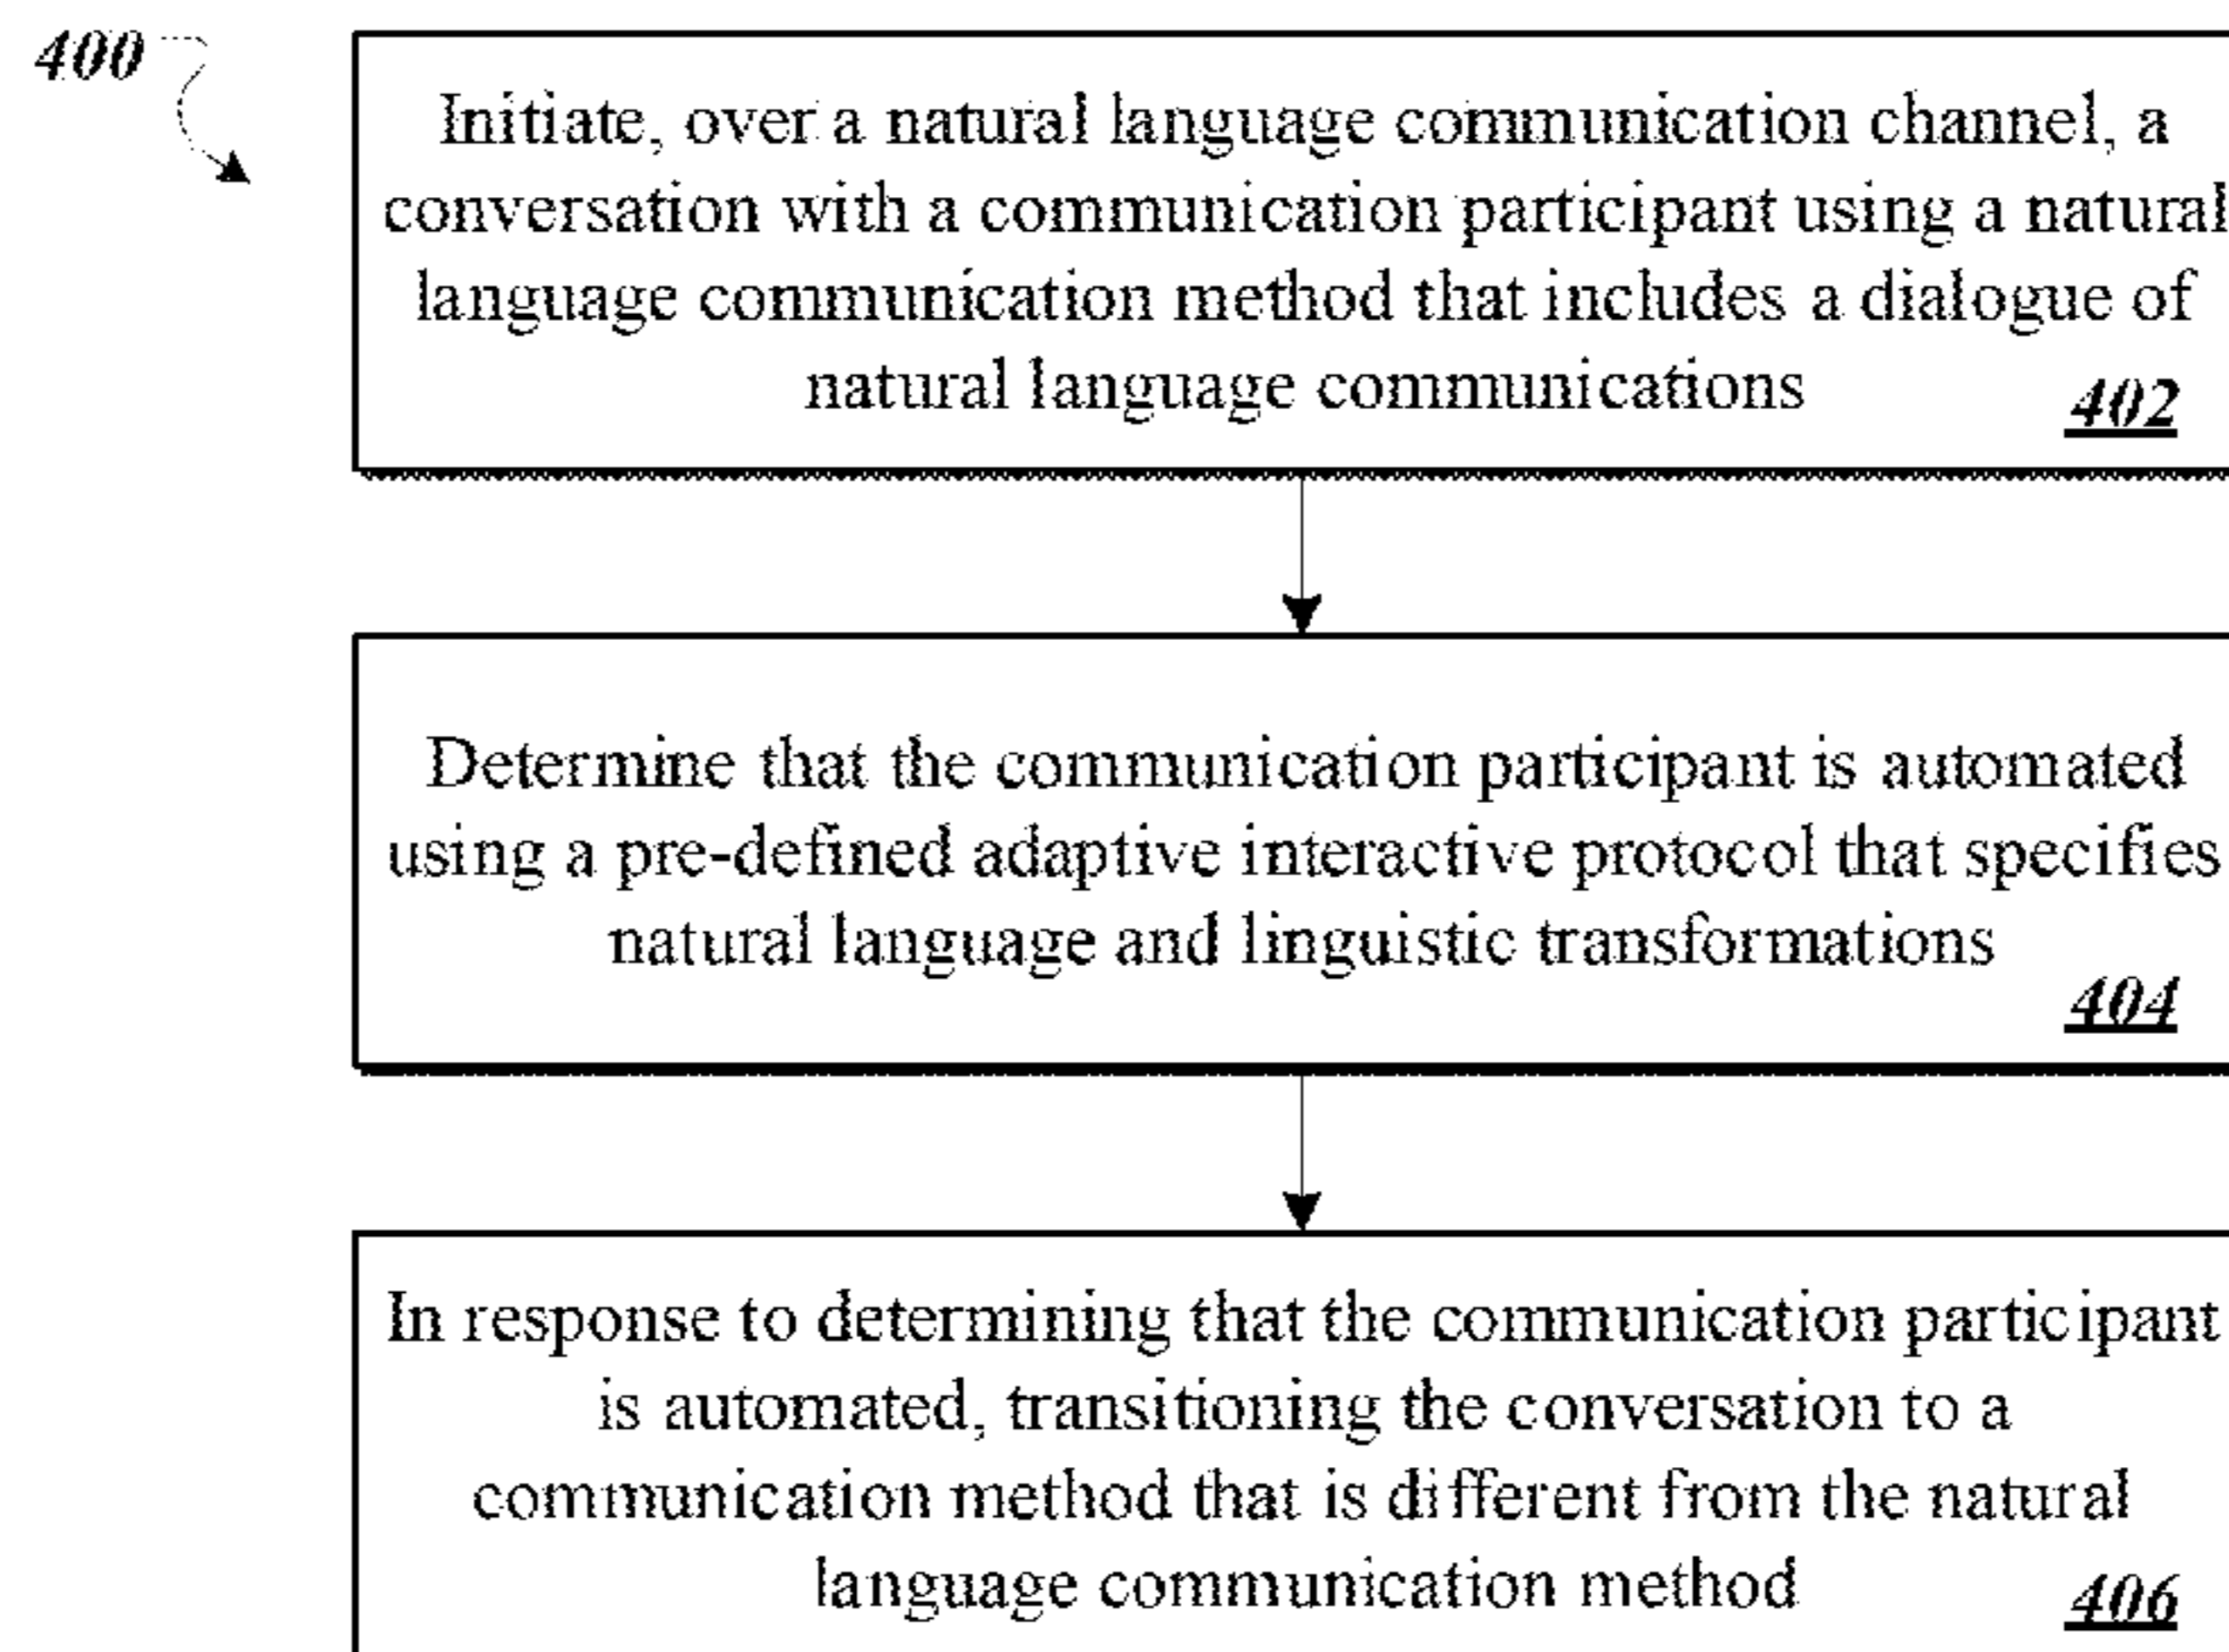 400
Initiate, over a natural language communication channel, a
conversation with a communication participant using a natural
language communication method that includes a dialogue of
natural language communications
402
Determine that the communication participant is automated
using a pre-defined adaptive interactive protocol that specifies
natural language and linguistic transformations
404
In response to determining that the communication participant
is automated, transitioning the conversation to a
communication method that is different from the natural
language communication method
406